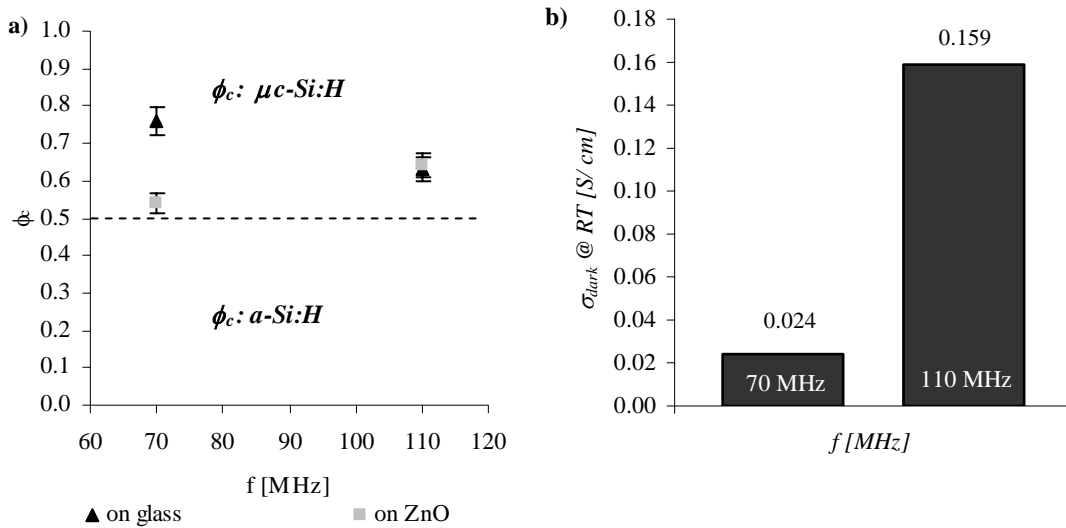 a)
1.0
0.9
0.8
0.7
0.6
0.5
0.4
0.3
0.2
0.1
0.0
ϕc
ϕc: μc-Si:H
ϕc: a-Si:H
60 70 80 90 100 110 120
f [MHz]
on glass on ZnO
b)
0.18
0.16
0.14
0.12
0.10
0.08
0.06
0.04
0.02
0.00
σdark @ RT [S/cm]
0.159
0.024
70 MHz 110 MHz
f [MHz]